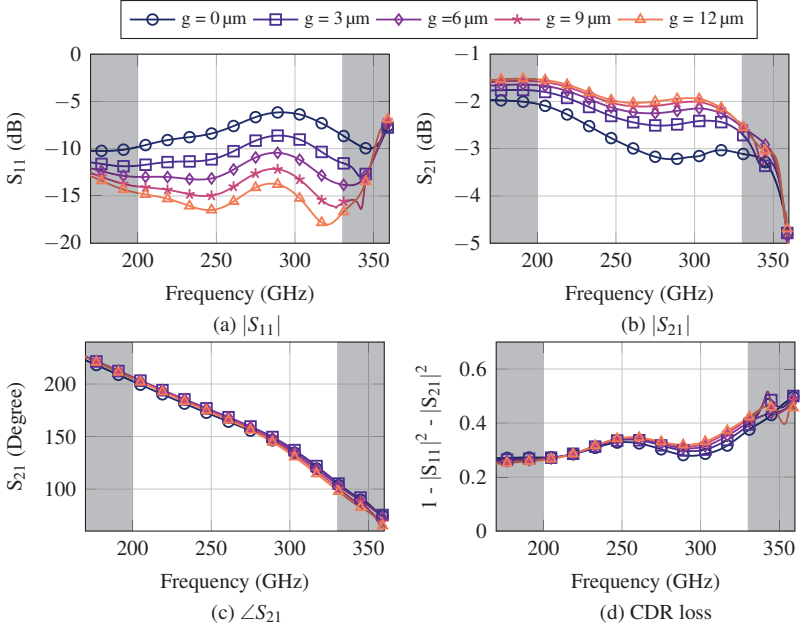 g = 0 μm g = 3 μm g =6 μm g = 9 μm g = 12 μm
0
−5
−10
−15
−20
S11 (dB)
200 250 300 350
Frequency (GHz)
(a) |S11|
−1
−2
−3
−4
−5
S21 (dB)
200 250 300 350
Frequency (GHz)
(b) |S21|
200
150
100
S21 (Degree)
200 250 300 350
Frequency (GHz)
(c) ∠S21
0.6
0.4
0.2
0
1 - |S11|² - |S21|²
200 250 300 350
Frequency (GHz)
(d) CDR loss